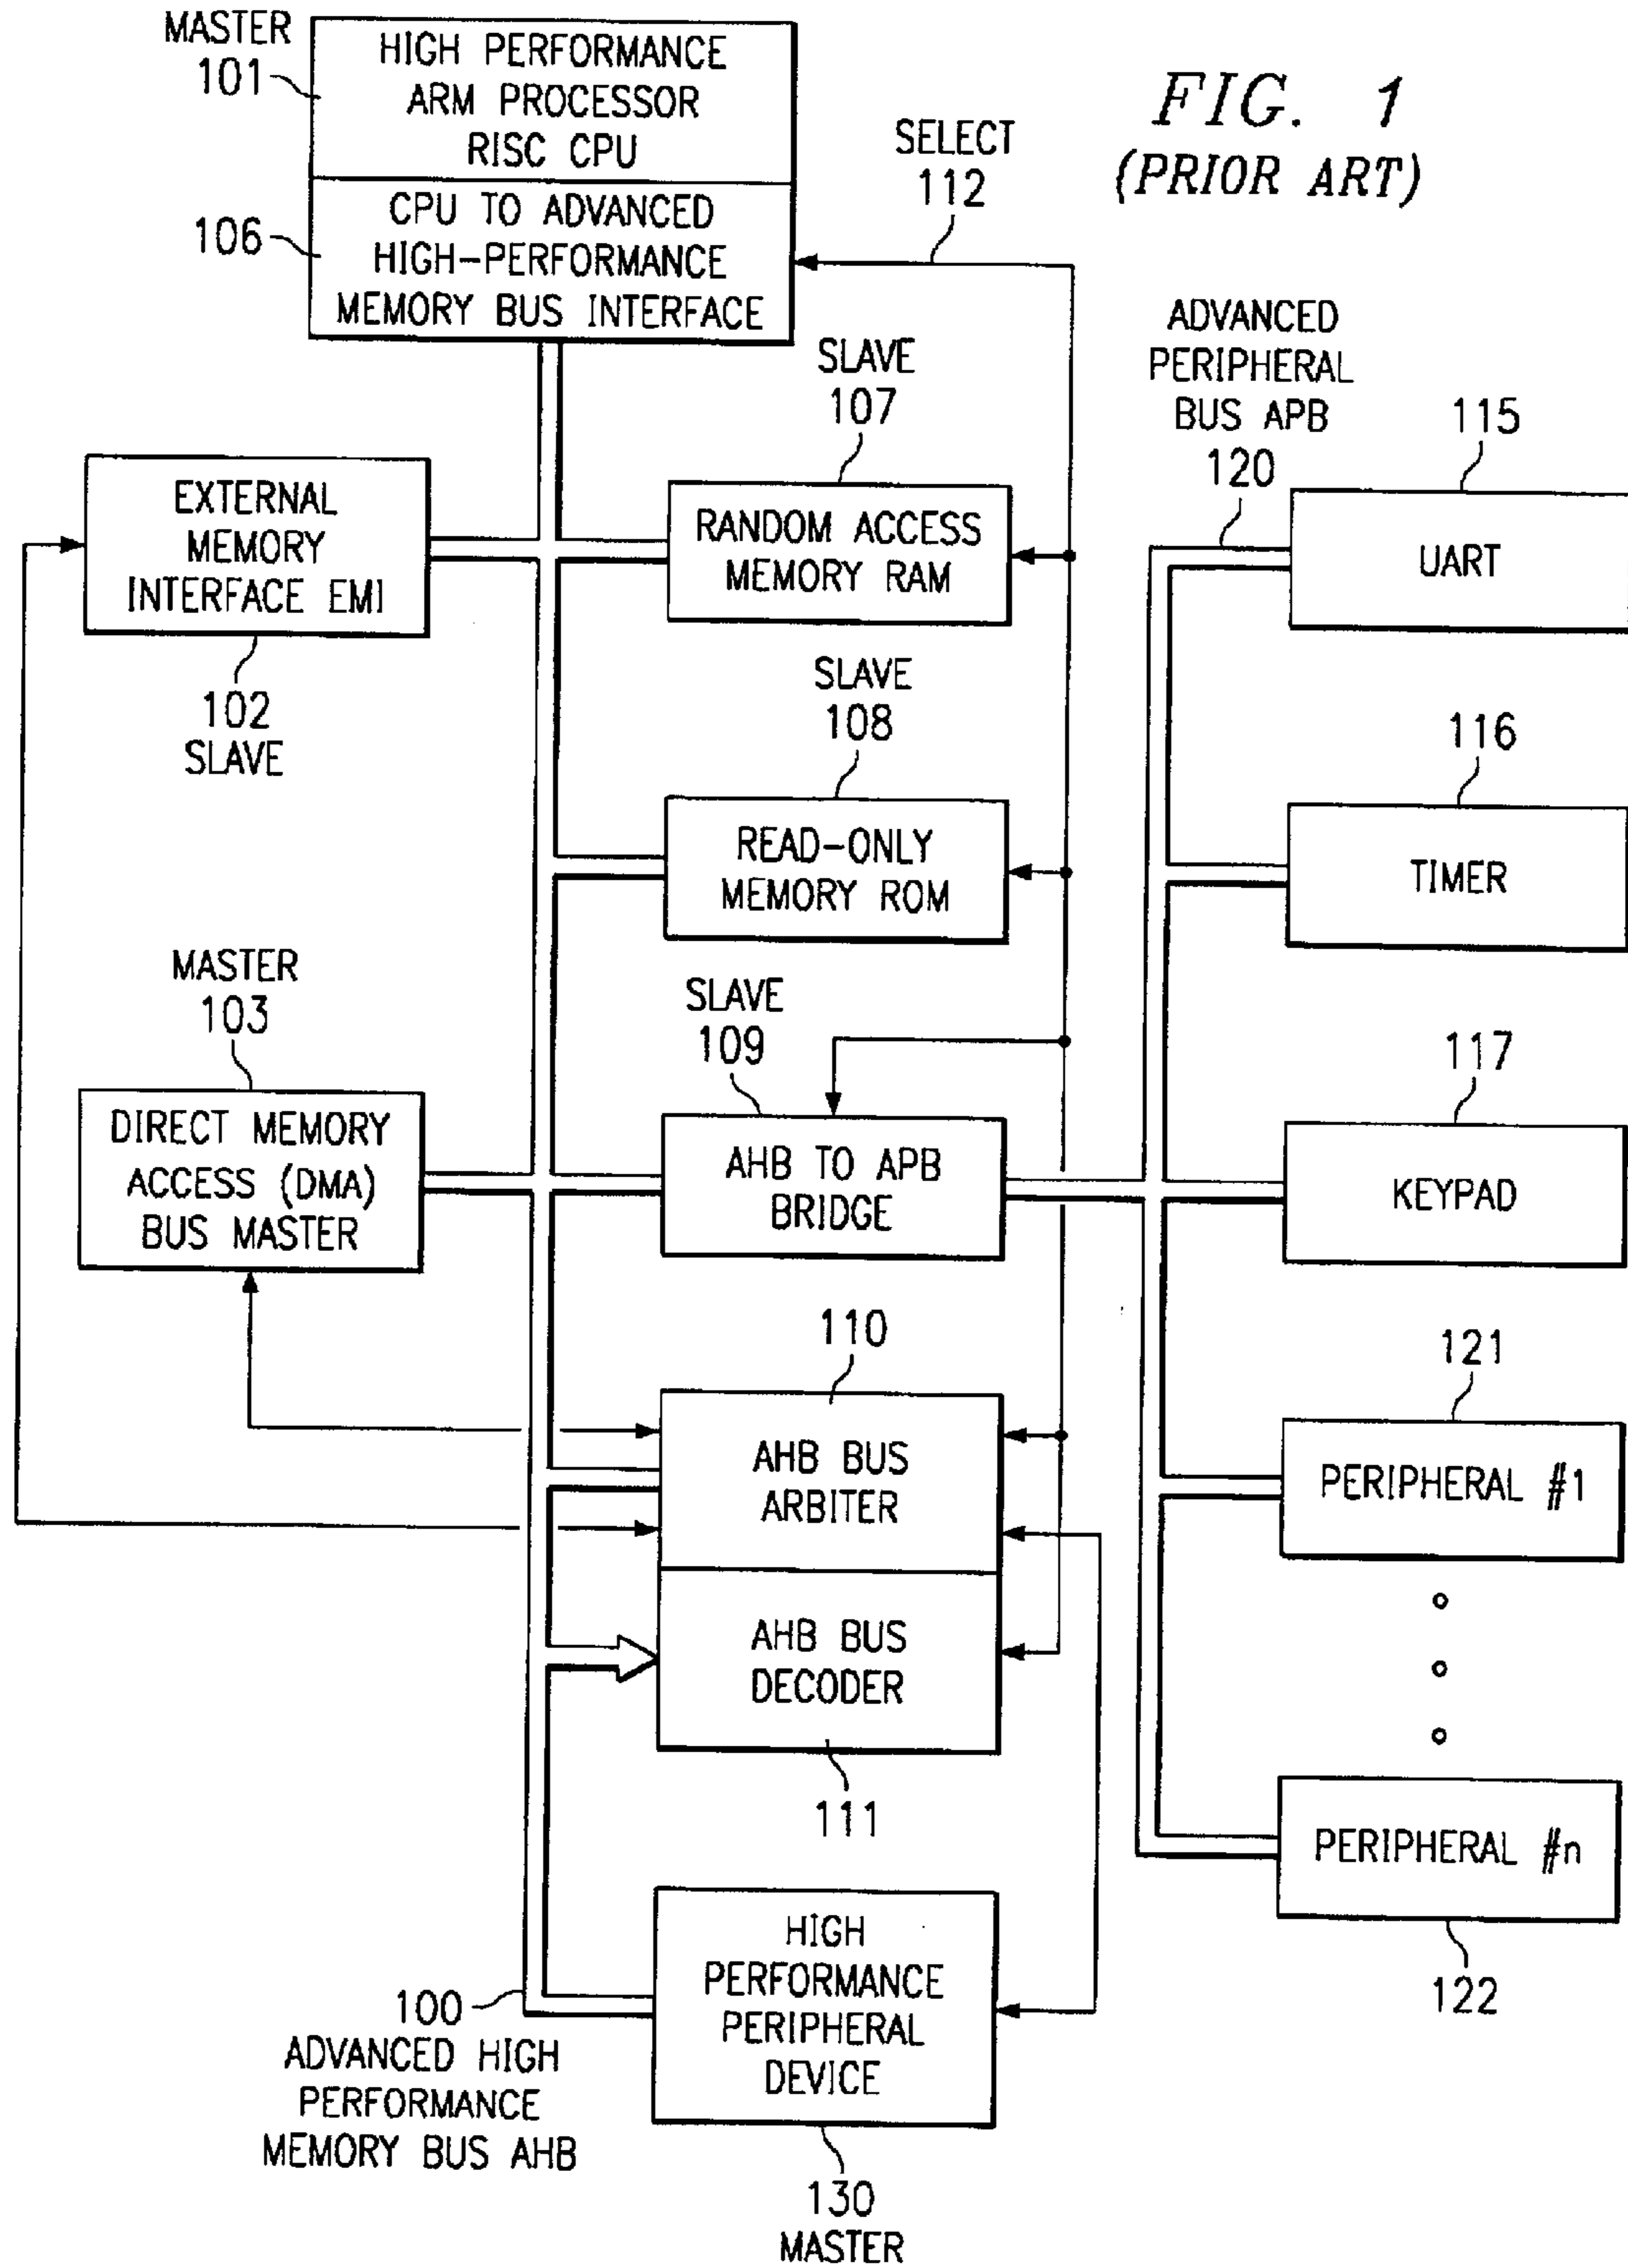 FIG. 1
(PRIOR ART)
MASTER
101
HIGH PERFORMANCE
ARM PROCESSOR
RISC CPU
106
CPU TO ADVANCED
HIGH-PERFORMANCE
MEMORY BUS INTERFACE
SELECT
112
SLAVE
107
RANDOM ACCESS
MEMORY RAM
EXTERNAL
MEMORY
INTERFACE EMI
102
SLAVE
SLAVE
108
READ-ONLY
MEMORY ROM
MASTER
103
DIRECT MEMORY
ACCESS (DMA)
BUS MASTER
SLAVE
109
AHB TO APB
BRIDGE
110
AHB BUS
ARBITER
AHB BUS
DECODER
111
HIGH
PERFORMANCE
PERIPHERAL
DEVICE
130
MASTER
100
ADVANCED HIGH
PERFORMANCE
MEMORY BUS AHB
ADVANCED
PERIPHERAL
BUS APB
120
115
UART
116
TIMER
117
KEYPAD
121
PERIPHERAL #1
PERIPHERAL #n
122